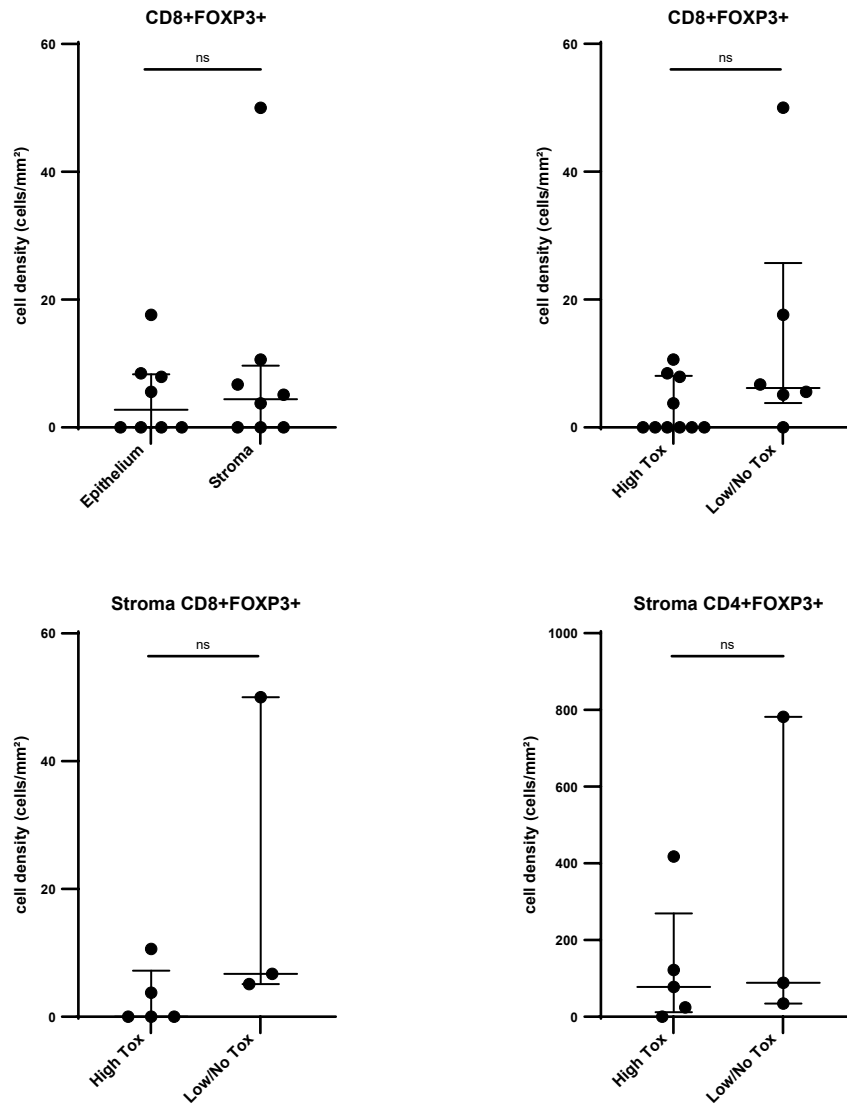 CD8+FOXP3+
ns
60
40
20
0
cell density (cells/mm²)
Epithelium
Stroma
CD8+FOXP3+
ns
60
40
20
0
cell density (cells/mm²)
High Tox
Low/No Tox
Stroma CD8+FOXP3+
ns
60
40
20
0
cell density (cells/mm²)
High Tox
Low/No Tox
Stroma CD4+FOXP3+
ns
1000
800
600
400
200
0
cell density (cells/mm²)
High Tox
Low/No Tox